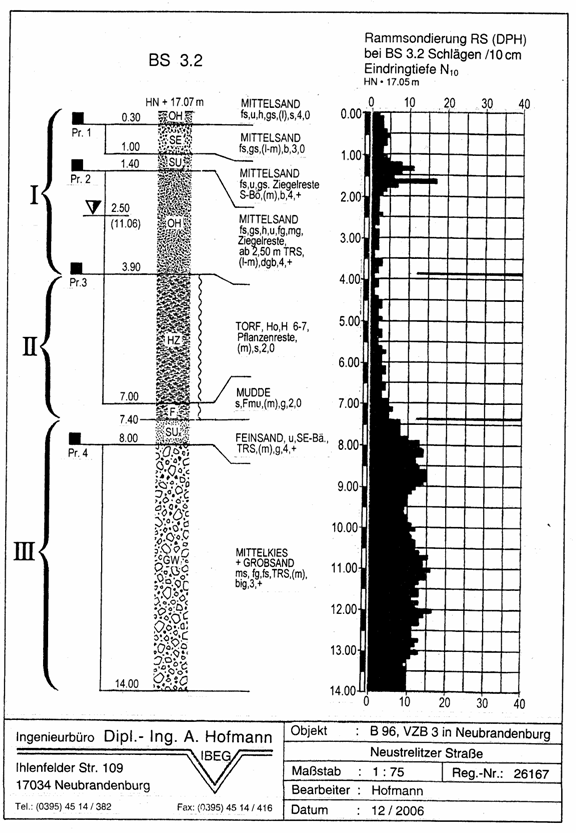 BS 3.2
Rammsondierung RS (DPH)
bei BS 3.2 Schlägen /10 cm
Eindringtiefe N10
HN + 17.05 m
HN + 17.07 m
0 10 20 30 40
I
II
III
Pr. 1
Pr. 2
Pr.3
Pr. 4
0.30
1.00
1.40
2.50
(11.06)
3.90
7.00
7.40
8.00
14.00
OH
SE
SU
OH
HZ
F
SU
GW
MITTELSAND
fs,u,h,gs,(l),s,4,0
MITTELSAND
fs,gs,(l-m),b,3,0
MITTELSAND
fs,u,gs, Ziegelreste
S-Bö,(m),b,4,+
MITTELSAND
fs,gs,h,u,fg,mg,
Ziegelreste,
ab 2,50 m TRS,
(l-m),dgb,4,+
TORF, Ho,H 6-7,
Pflanzenreste,
(m),s,2,0
MUDDE
s,Fmu,(m),g,2,0
FEINSAND, u,SE-Bä.,
TRS,(m),g,4,+
MITTELKIES
+ GROBSAND
ms, fg,fs,TRS,(m),
big,3,+
0.00
1.00
2.00
3.00
4.00
5.00
6.00
7.00
8.00
9.00
10.00
11.00
12.00
13.00
14.00
0 10 20 30 40
Ingenieurbüro Dipl.- Ing. A. Hofmann
IBEG
Ihlenfelder Str. 109
17034 Neubrandenburg
Tel.: (0395) 45 14 / 382 Fax: (0395) 45 14 / 416
Objekt : B 96, VZB 3 in Neubrandenburg
Neustrelitzer Straße
Maßstab : 1 : 75 Reg.-Nr.: 26167
Bearbeiter : Hofmann
Datum : 12 / 2006